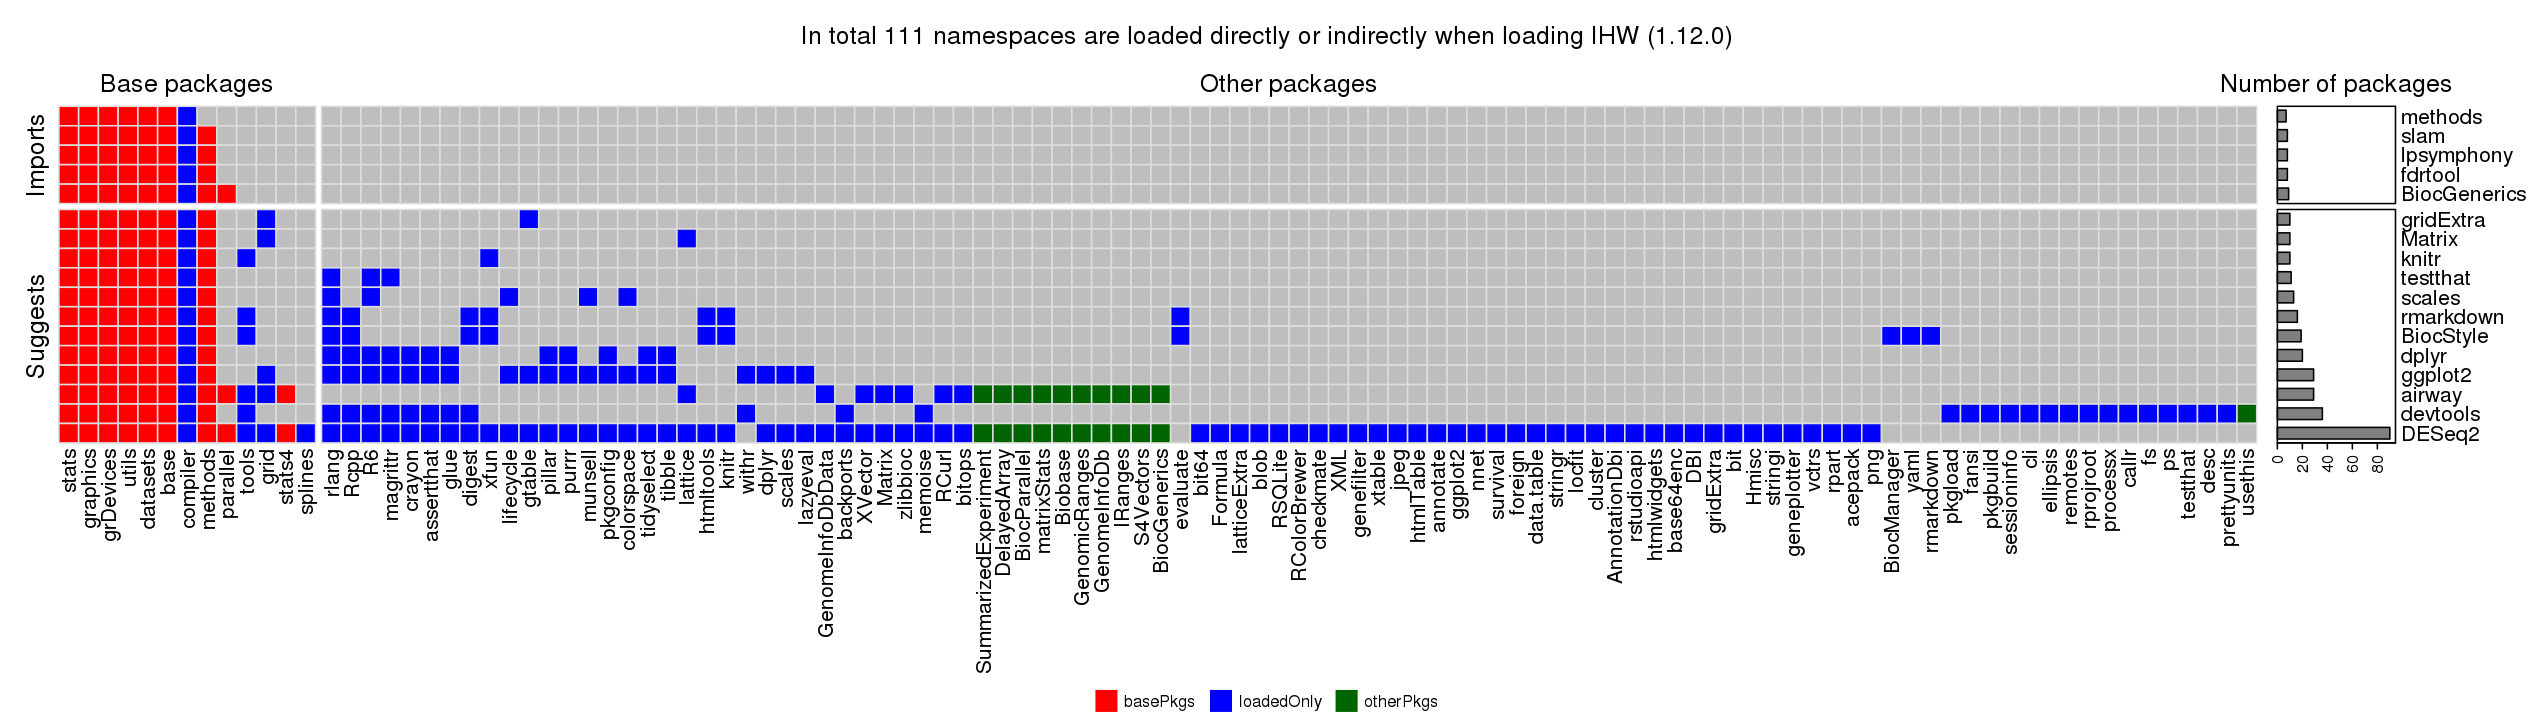 In total 111 namespaces are loaded directly or indirectly when loading IHW (1.12.0)
Base packages
Other packages
Number of packages
Imports
Suggests
methods
slam
lpsymphony
fdrtool
BiocGenerics
gridExtra
Matrix
knitr
testthat
scales
rmarkdown
BiocStyle
dplyr
ggplot2
airway
devtools
DESeq2
0
20
40
60
80
stats
graphics
grDevices
utils
datasets
base
compiler
methods
parallel
tools
grid
stats4
splines
rlang
Rcpp
R6
magrittr
crayon
assertthat
glue
digest
xfun
lifecycle
gtable
pillar
purrr
munsell
pkgconfig
colorspace
tidyselect
tibble
lattice
htmltools
knitr
withr
dplyr
scales
lazyeval
GenomeInfoDbData
backports
XVector
Matrix
zlibbioc
memoise
RCurl
bitops
SummarizedExperiment
DelayedArray
BiocParallel
matrixStats
Biobase
GenomicRanges
GenomeInfoDb
IRanges
S4Vectors
BiocGenerics
evaluate
bit64
Formula
latticeExtra
blob
RSQLite
RColorBrewer
checkmate
XML
genefilter
xtable
jpeg
htmlTable
annotate
ggplot2
nnet
survival
foreign
data.table
stringr
locfit
cluster
AnnotationDbi
rstudioapi
htmlwidgets
base64enc
DBI
gridExtra
bit
Hmisc
stringi
geneplotter
vctrs
rpart
acepack
png
BiocManager
yaml
rmarkdown
pkgload
fansi
pkgbuild
sessioninfo
cli
ellipsis
remotes
rprojroot
processx
callr
fs
ps
testthat
desc
prettyunits
usethis
basePkgs
loadedOnly
otherPkgs